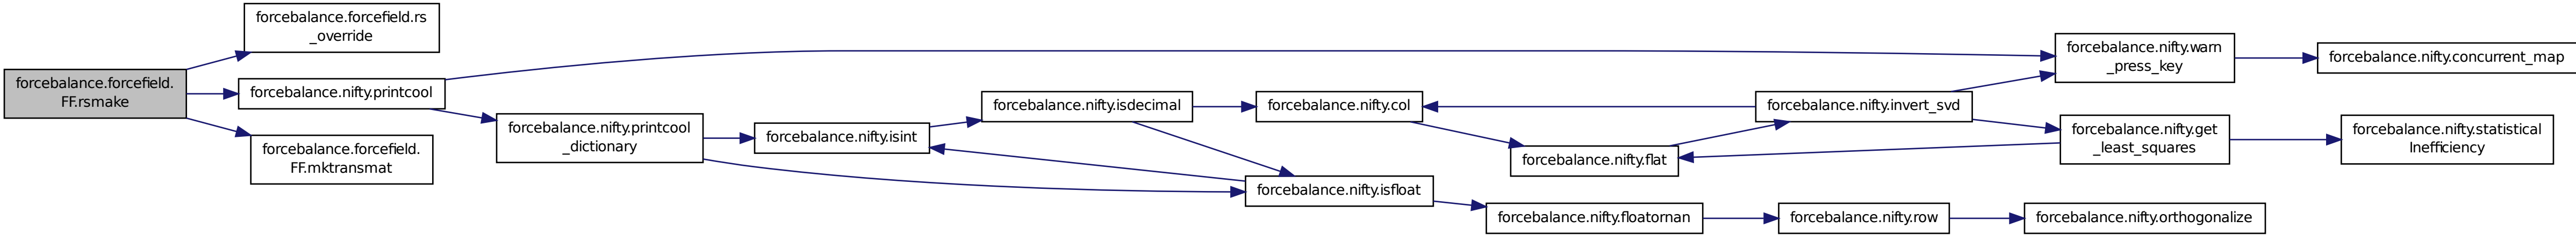 forcebalance.forcefield.
FF.rsmake
forcebalance.forcefield.rs
_override
forcebalance.nifty.printcool
forcebalance.forcefield.
FF.mktransmat
forcebalance.nifty.printcool
_dictionary
forcebalance.nifty.isint
forcebalance.nifty.isdecimal
forcebalance.nifty.isfloat
forcebalance.nifty.col
forcebalance.nifty.flat
forcebalance.nifty.floatornan
forcebalance.nifty.invert_svd
forcebalance.nifty.row
forcebalance.nifty.warn
_press_key
forcebalance.nifty.get
_least_squares
forcebalance.nifty.orthogonalize
forcebalance.nifty.concurrent_map
forcebalance.nifty.statistical
Inefficiency